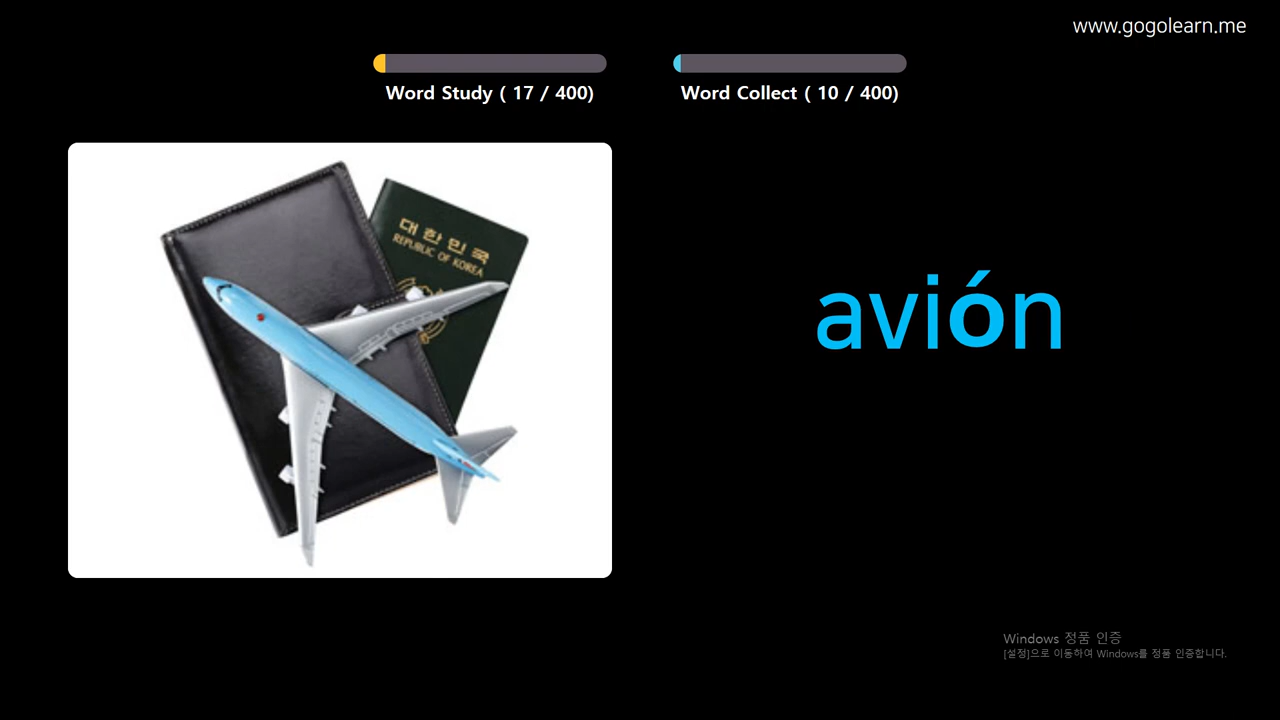 www.gogolearn.me
Word Study ( 17 / 400)
Word Collect ( 10 / 400)
대한민국
REPUBLIC OF KOREA
avión
Windows 정품 인증
[설정]으로 이동하여 Windows를 정품 인증합니다.